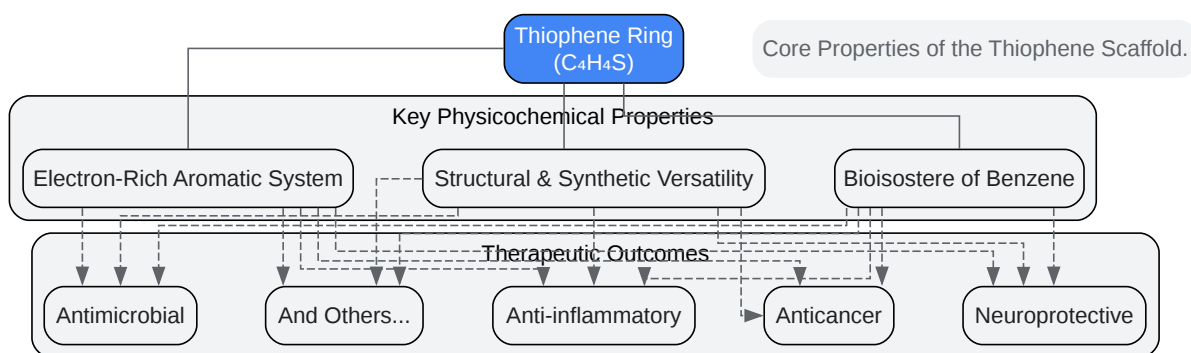 Thiophene Ring
(C₄H₄S)
Core Properties of the Thiophene Scaffold.
Key Physicochemical Properties
Electron-Rich Aromatic System
Structural & Synthetic Versatility
Bioisostere of Benzene
Therapeutic Outcomes
Antimicrobial
And Others...
Anti-inflammatory
Anticancer
Neuroprotective